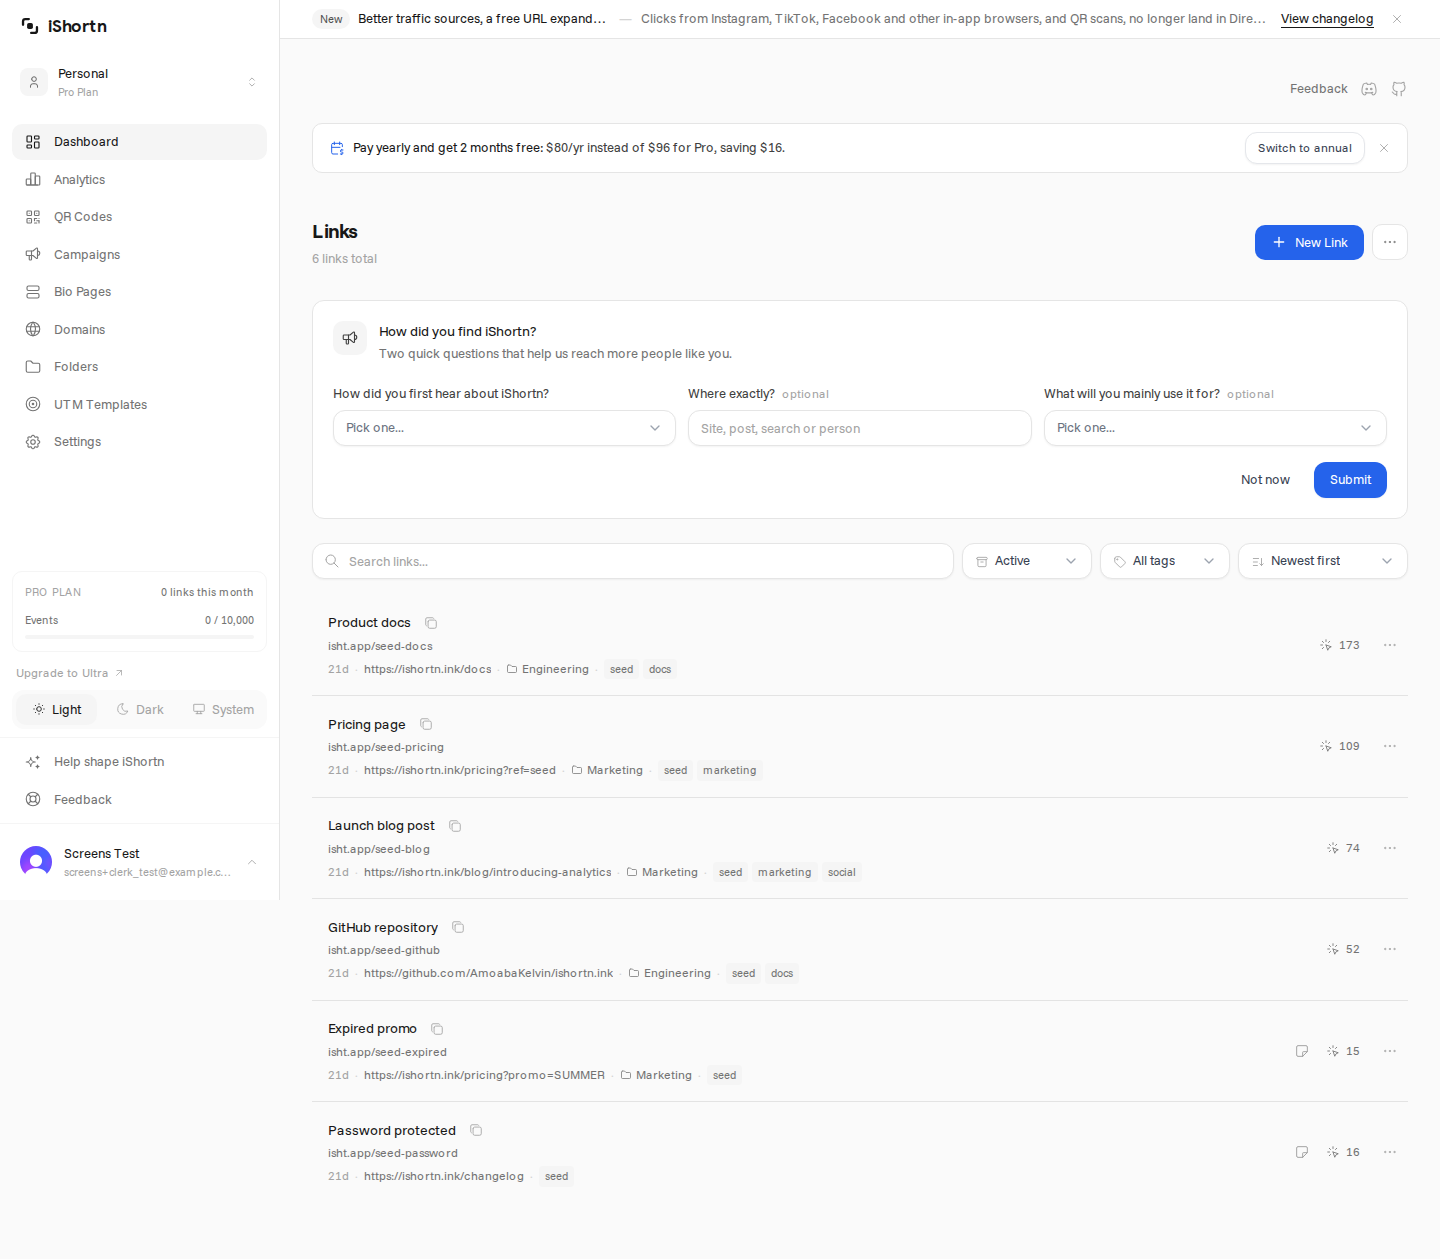 iShortn
Personal
Pro Plan
Dashboard
Analytics
QR Codes
Campaigns
Bio Pages
Domains
Folders
UTM Templates
Settings
PRO PLAN 0 links this month
Events 0 / 10,000
Upgrade to Ultra
Light Dark System
Help shape iShortn
Feedback
Screens Test
screens+clerk_test@example.c...
New Better traffic sources, a free URL expand... — Clicks from Instagram, TikTok, Facebook and other in-app browsers, and QR scans, no longer land in Dire... View changelog
Feedback
Pay yearly and get 2 months free: $80/yr instead of $96 for Pro, saving $16. Switch to annual
Links
6 links total
New Link
How did you find iShortn?
Two quick questions that help us reach more people like you.
How did you first hear about iShortn? Where exactly? optional What will you mainly use it for? optional
Pick one... Site, post, search or person Pick one...
Not now Submit
Search links... Active All tags Newest first
Product docs
isht.app/seed-docs 173
21d · https://ishortn.ink/docs · Engineering · seed docs
Pricing page
isht.app/seed-pricing 109
21d · https://ishortn.ink/pricing?ref=seed · Marketing · seed marketing
Launch blog post
isht.app/seed-blog 74
21d · https://ishortn.ink/blog/introducing-analytics · Marketing · seed marketing social
GitHub repository
isht.app/seed-github 52
21d · https://github.com/AmoabaKelvin/ishortn.ink · Engineering · seed docs
Expired promo
isht.app/seed-expired 15
21d · https://ishortn.ink/pricing?promo=SUMMER · Marketing · seed
Password protected
isht.app/seed-password 16
21d · https://ishortn.ink/changelog · seed